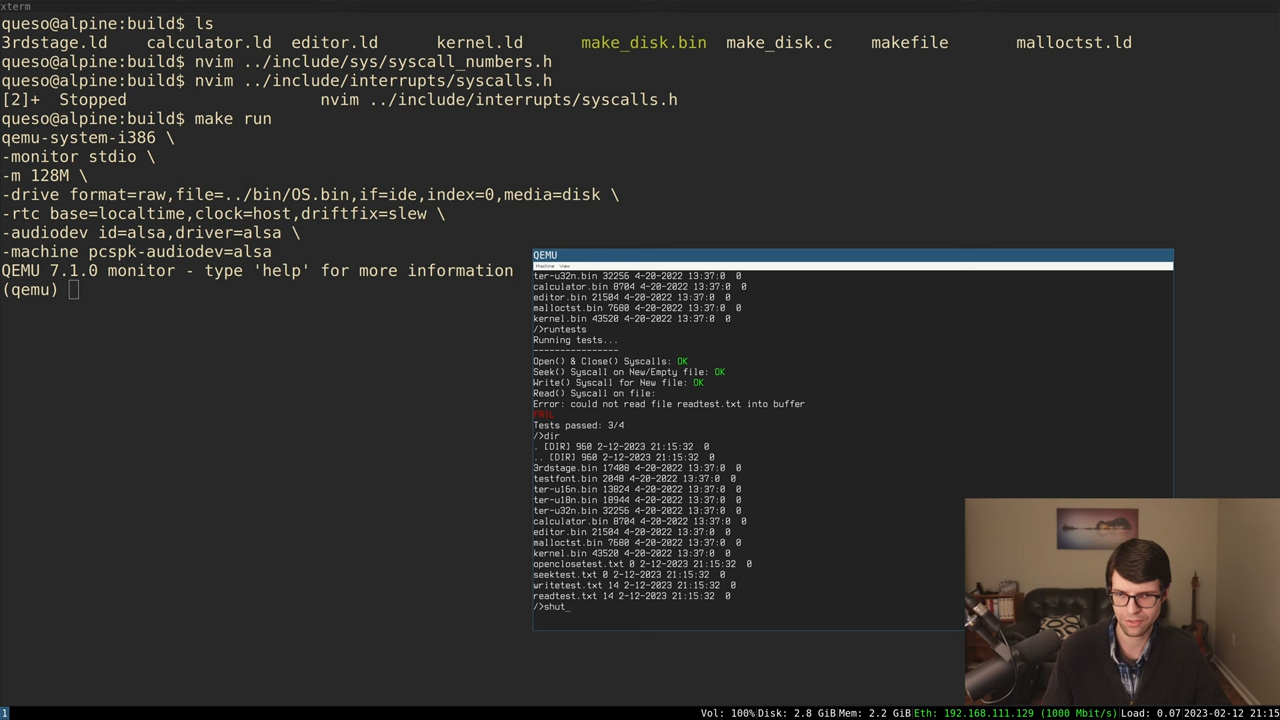 xterm
queso@alpine:build$ ls
3rdstage.ld calculator.ld editor.ld kernel.ld make_disk.bin make_disk.c makefile malloctst.ld
queso@alpine:build$ nvim ../include/sys/syscall_numbers.h
queso@alpine:build$ nvim ../include/interrupts/syscalls.h
[2]+ Stopped nvim ../include/interrupts/syscalls.h
queso@alpine:build$ make run
qemu-system-i386 \
-monitor stdio \
-m 128M \
-drive format=raw,file=../bin/OS.bin,if=ide,index=0,media=disk \
-rtc base=localtime,clock=host,driftfix=slew \
-audiodev id=alsa,driver=alsa \
-machine pcspk-audiodev=alsa
QEMU 7.1.0 monitor - type 'help' for more information
(qemu)
QEMU
Machine View
ter-u32n.bin 32256 4-20-2022 13:37:0 0
calculator.bin 8704 4-20-2022 13:37:0 0
editor.bin 21504 4-20-2022 13:37:0 0
malloctst.bin 7680 4-20-2022 13:37:0 0
kernel.bin 43520 4-20-2022 13:37:0 0
/>runtests
Running tests...
----------------
Open() & Close() Syscalls: OK
Seek() Syscall on New/Empty file: OK
Write() Syscall for New file: OK
Read() Syscall on file:
Error: could not read file readtest.txt into buffer
FAIL
Tests passed: 3/4
/>dir
. [DIR] 960 2-12-2023 21:15:32 0
.. [DIR] 960 2-12-2023 21:15:32 0
3rdstage.bin 17408 4-20-2022 13:37:0 0
testfont.bin 2048 4-20-2022 13:37:0 0
ter-u16n.bin 13824 4-20-2022 13:37:0 0
ter-u18n.bin 18944 4-20-2022 13:37:0 0
ter-u32n.bin 32256 4-20-2022 13:37:0 0
calculator.bin 8704 4-20-2022 13:37:0 0
editor.bin 21504 4-20-2022 13:37:0 0
malloctst.bin 7680 4-20-2022 13:37:0 0
kernel.bin 43520 4-20-2022 13:37:0 0
openclosetest.txt 0 2-12-2023 21:15:32 0
seektest.txt 0 2-12-2023 21:15:32 0
writetest.txt 14 2-12-2023 21:15:32 0
readtest.txt 14 2-12-2023 21:15:32 0
/>shut_
1 Vol: 100% Disk: 2.8 GiB Mem: 2.2 GiB Eth: 192.168.111.129 (1000 Mbit/s) Load: 0.07 2023-02-12 21:15